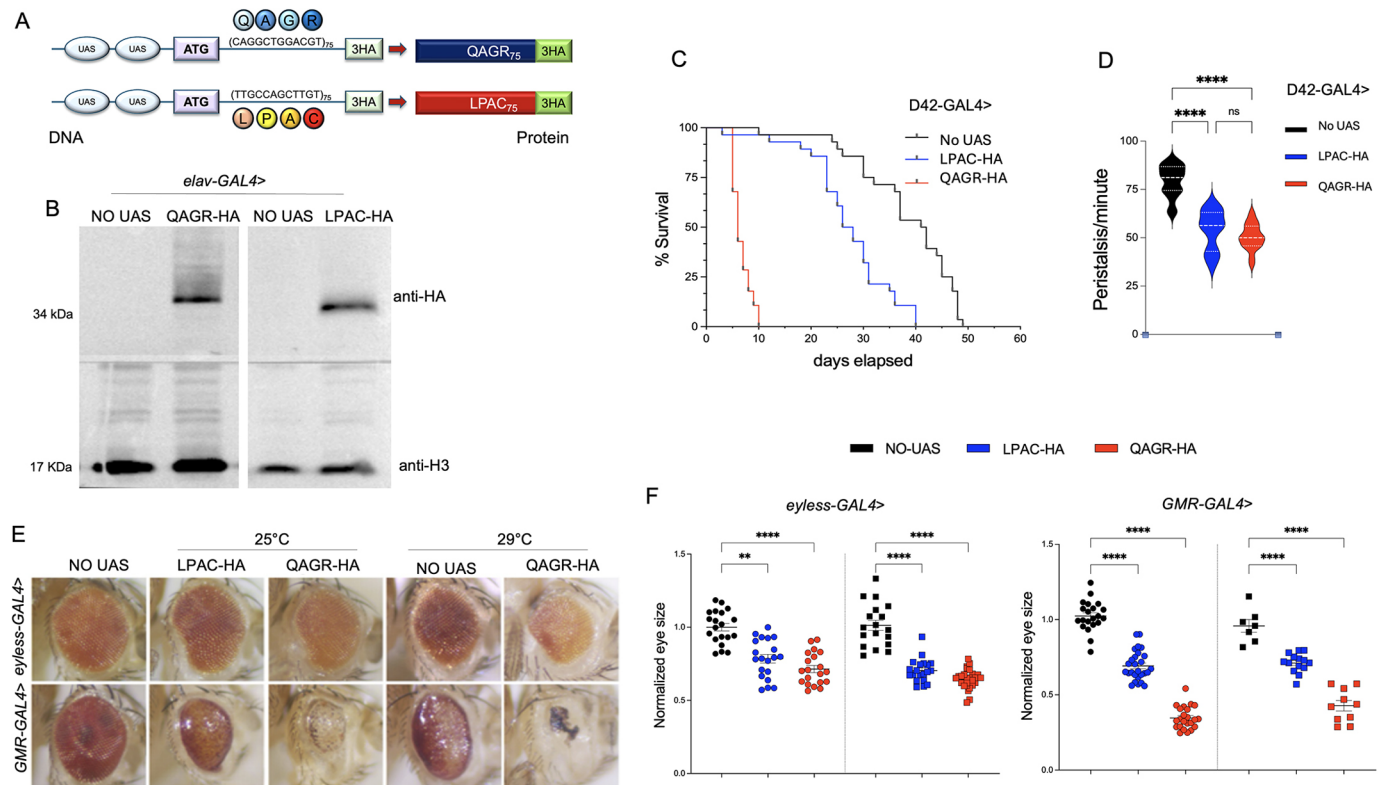 A
Q A G R
UAS UAS ATG (CAGGCTGGACGT)75 3HA QAGR75 3HA
UAS UAS ATG (TTGCCAGCTTGT)75 3HA LPAC75 3HA
L P A C
DNA Protein
B
elav-GAL4>
NO UAS QAGR-HA NO UAS LPAC-HA
anti-HA
34 kDa
17 KDa
anti-H3
C
D42-GAL4>
No UAS
LPAC-HA
QAGR-HA
% Survival
100
75
50
25
0
0 10 20 30 40 50 60
days elapsed
D
D42-GAL4>
No UAS
LPAC-HA
QAGR-HA
****
**** ns
Peristalsis/minute
100
75
50
25
0
E
25°C 29°C
NO UAS LPAC-HA QAGR-HA NO UAS QAGR-HA
eyless-GAL4>
GMR-GAL4>
NO-UAS LPAC-HA QAGR-HA
F
eyless-GAL4>
**** ****
** ****
Normalized eye size
1.5
1.0
0.5
0.0
GMR-GAL4>
**** ****
**** ****
Normalized eye size
1.5
1.0
0.5
0.0